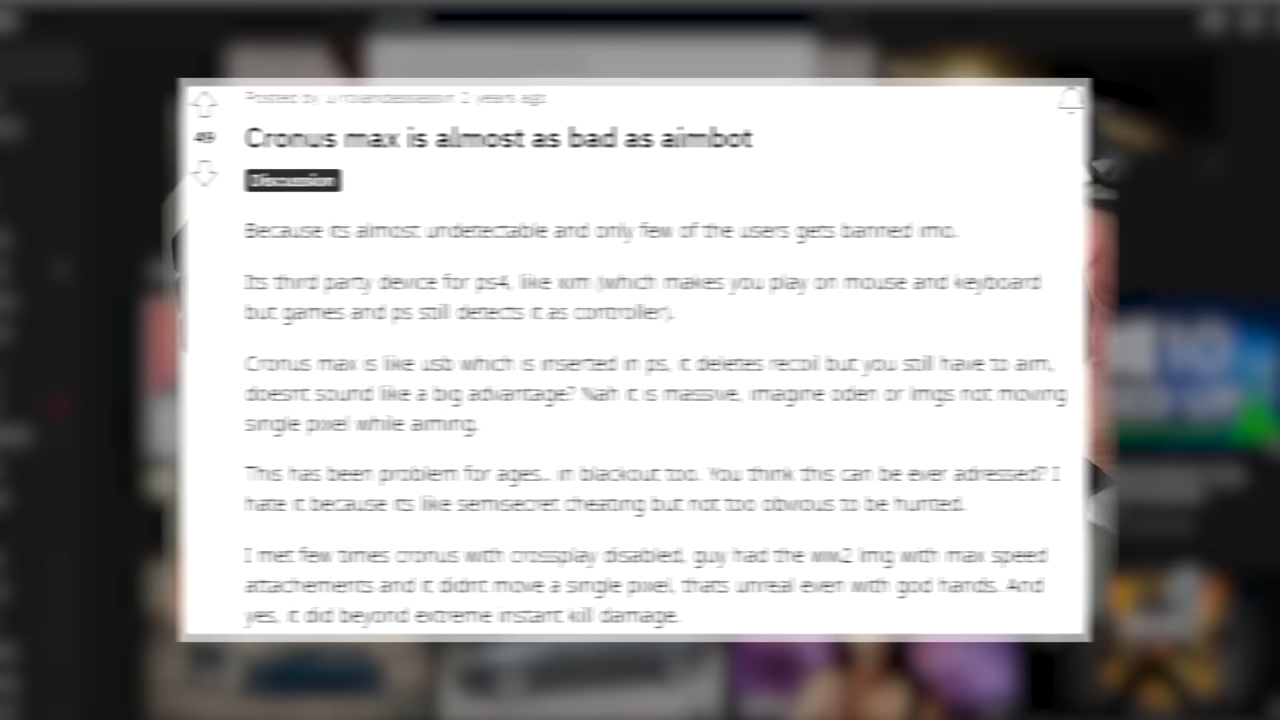 Posted by 2 years ago
49
Cronus max is almost as bad as aimbot
Discussion
Because its almost undetectable and only few of the users gets banned imo.
Its third party device for ps4, like xim (which makes you play on mouse and keyboard
but games and ps still detects it as controller).
Cronus max is like usb which is inserted in ps, it deletes recoil but you still have to aim,
doesnt sound like a big advantage? Nah it is massive, imagine oden or lmgs not moving
single pixel while aiming.
This has been problem for ages... in blackout too. You think this can be ever adressed? I
hate it because its like semisecret cheating but not too obvious to be hunted.
I met few times cronus with crossplay disabled, guy had the ww2 lmg with max speed
attachements and it didnt move a single pixel, thats unreal even with god hands. And
yes, it did beyond extreme instant kill damage.